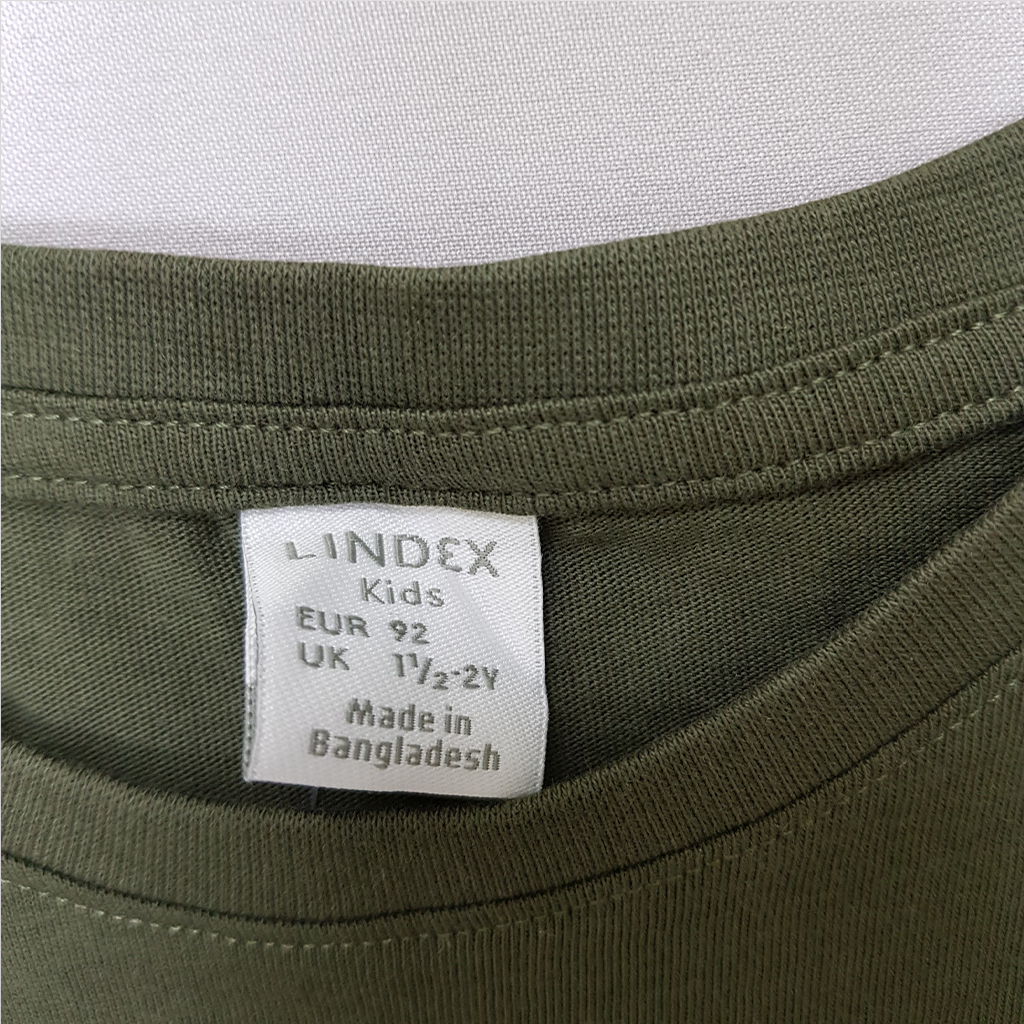 LINDEX
Kids
EUR 92
UK 1½-2Y
Made in
Bangladesh